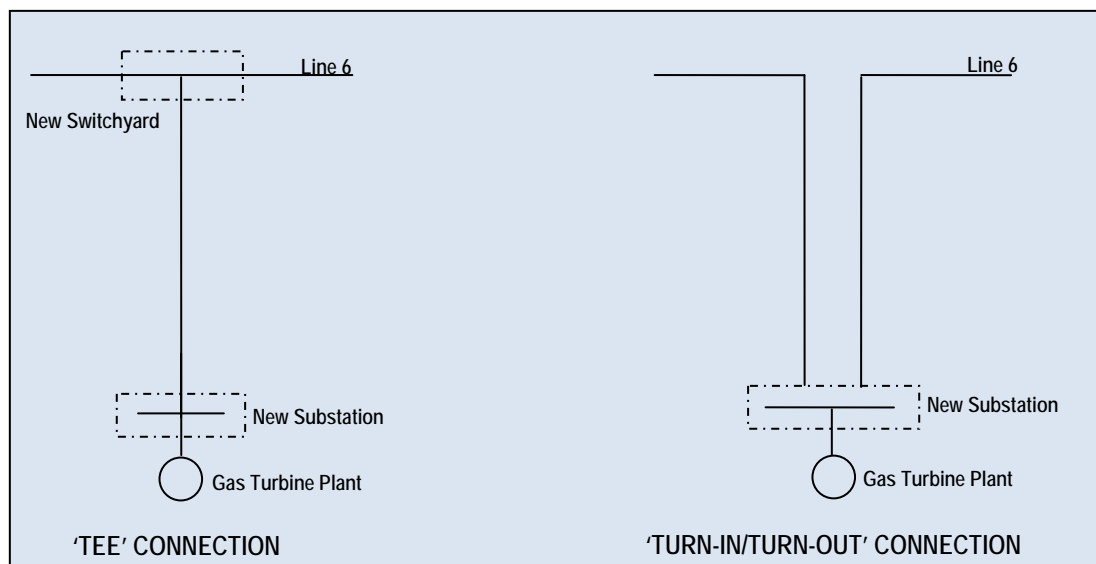 Line 6
New Switchyard
New Substation
Gas Turbine Plant
‘TEE’ CONNECTION
Line 6
New Substation
Gas Turbine Plant
‘TURN-IN/TURN-OUT’ CONNECTION